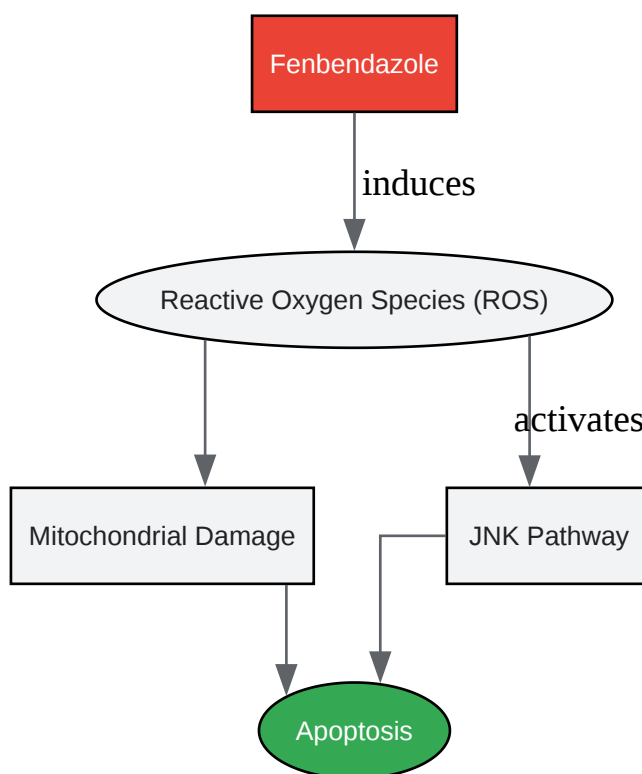 Fenbendazole
induces
Reactive Oxygen Species (ROS)
activates
Mitochondrial Damage
JNK Pathway
Apoptosis